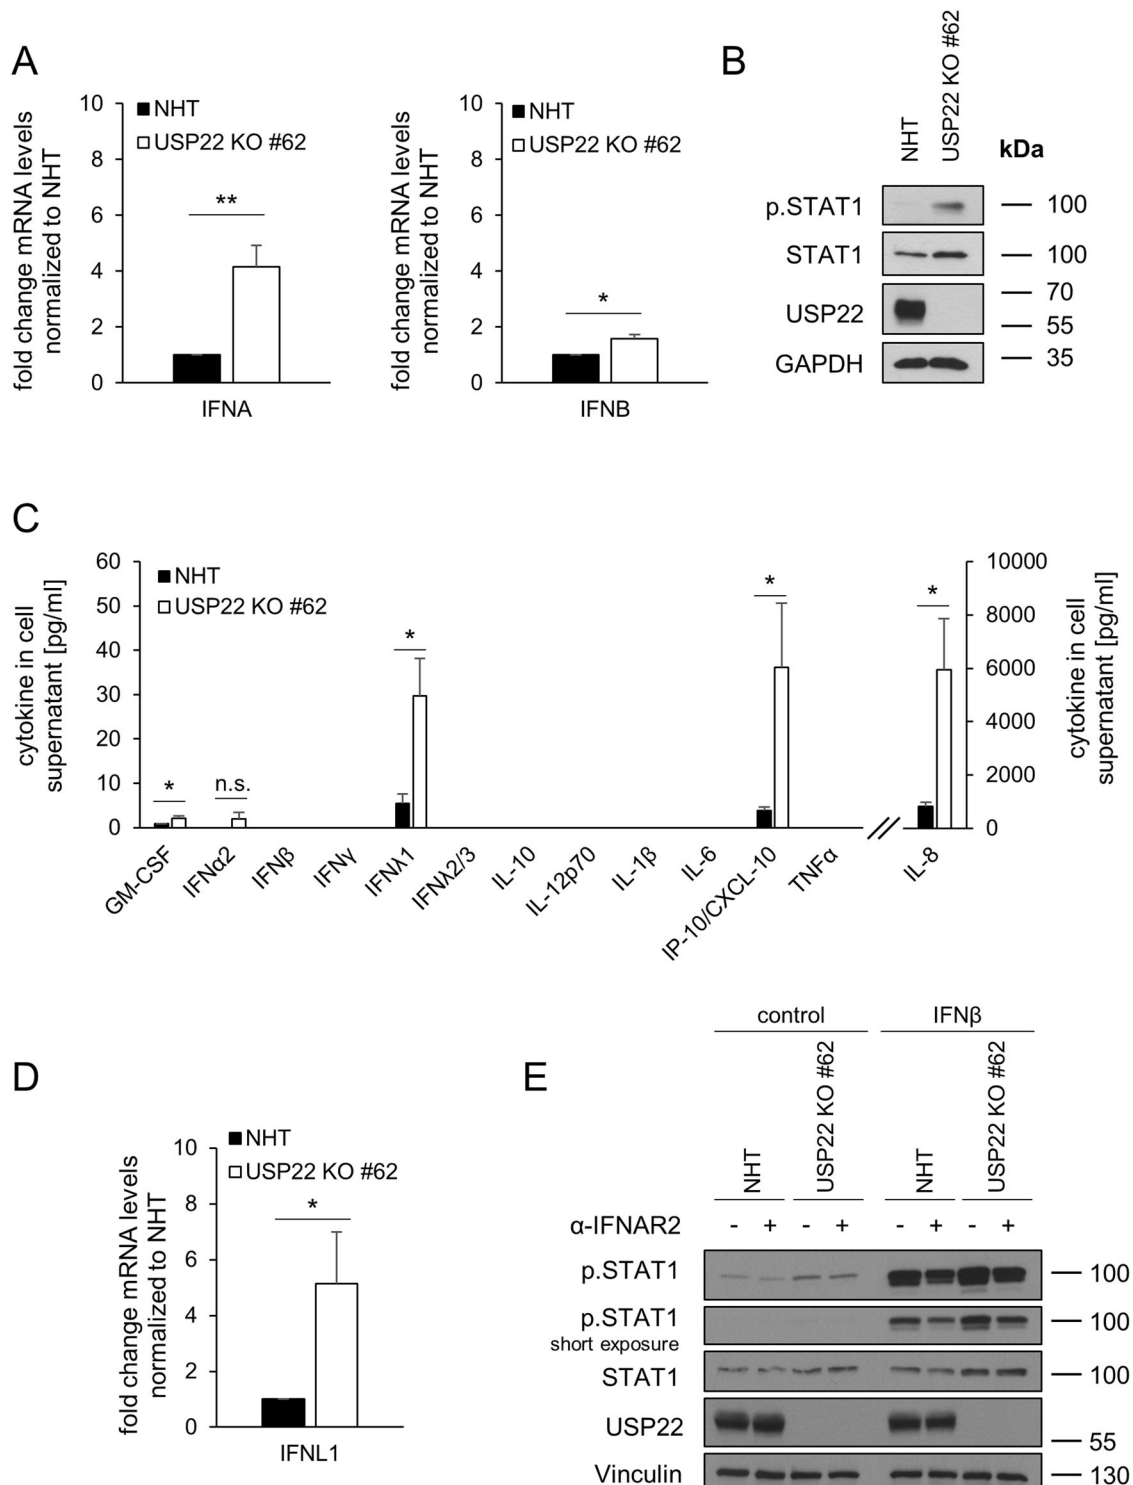 A
fold change mRNA levels
normalized to NHT
10
8
6
4
2
0
NHT
USP22 KO #62
**
IFNA
fold change mRNA levels
normalized to NHT
10
8
6
4
2
0
NHT
USP22 KO #62
*
IFNB
B
NHT
USP22 KO #62
kDa
p.STAT1
100
STAT1
100
USP22
70
55
GAPDH
35
C
cytokine in cell
supernatant [pg/ml]
60
50
40
30
20
10
0
NHT
USP22 KO #62
*
n.s.
*
*
*
10000
8000
6000
4000
2000
0
cytokine in cell
supernatant [pg/ml]
GM-CSF
IFNα2
IFNβ
IFNγ
IFNλ1
IFNλ2/3
IL-10
IL-12p70
IL-1β
IL-6
IP-10/CXCL-10
TNFα
IL-8
D
fold change mRNA levels
normalized to NHT
10
8
6
4
2
0
NHT
USP22 KO #62
*
IFNL1
E
control
IFNβ
NHT
USP22 KO #62
NHT
USP22 KO #62
α-IFNAR2
- + - + - + - +
p.STAT1
100
p.STAT1
short exposure
100
STAT1
100
USP22
55
Vinculin
130